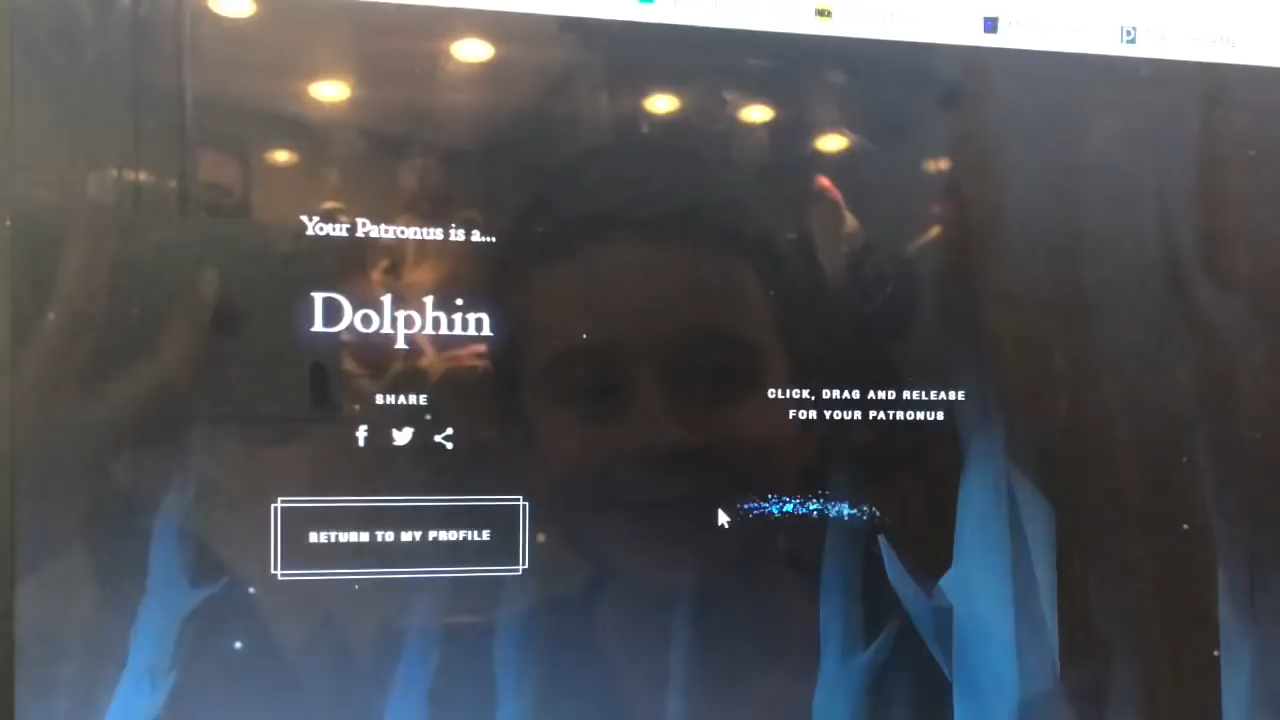 Your Patronus is a...
Dolphin
SHARE
RETURN TO MY PROFILE
CLICK, DRAG AND RELEASE
FOR YOUR PATRONUS